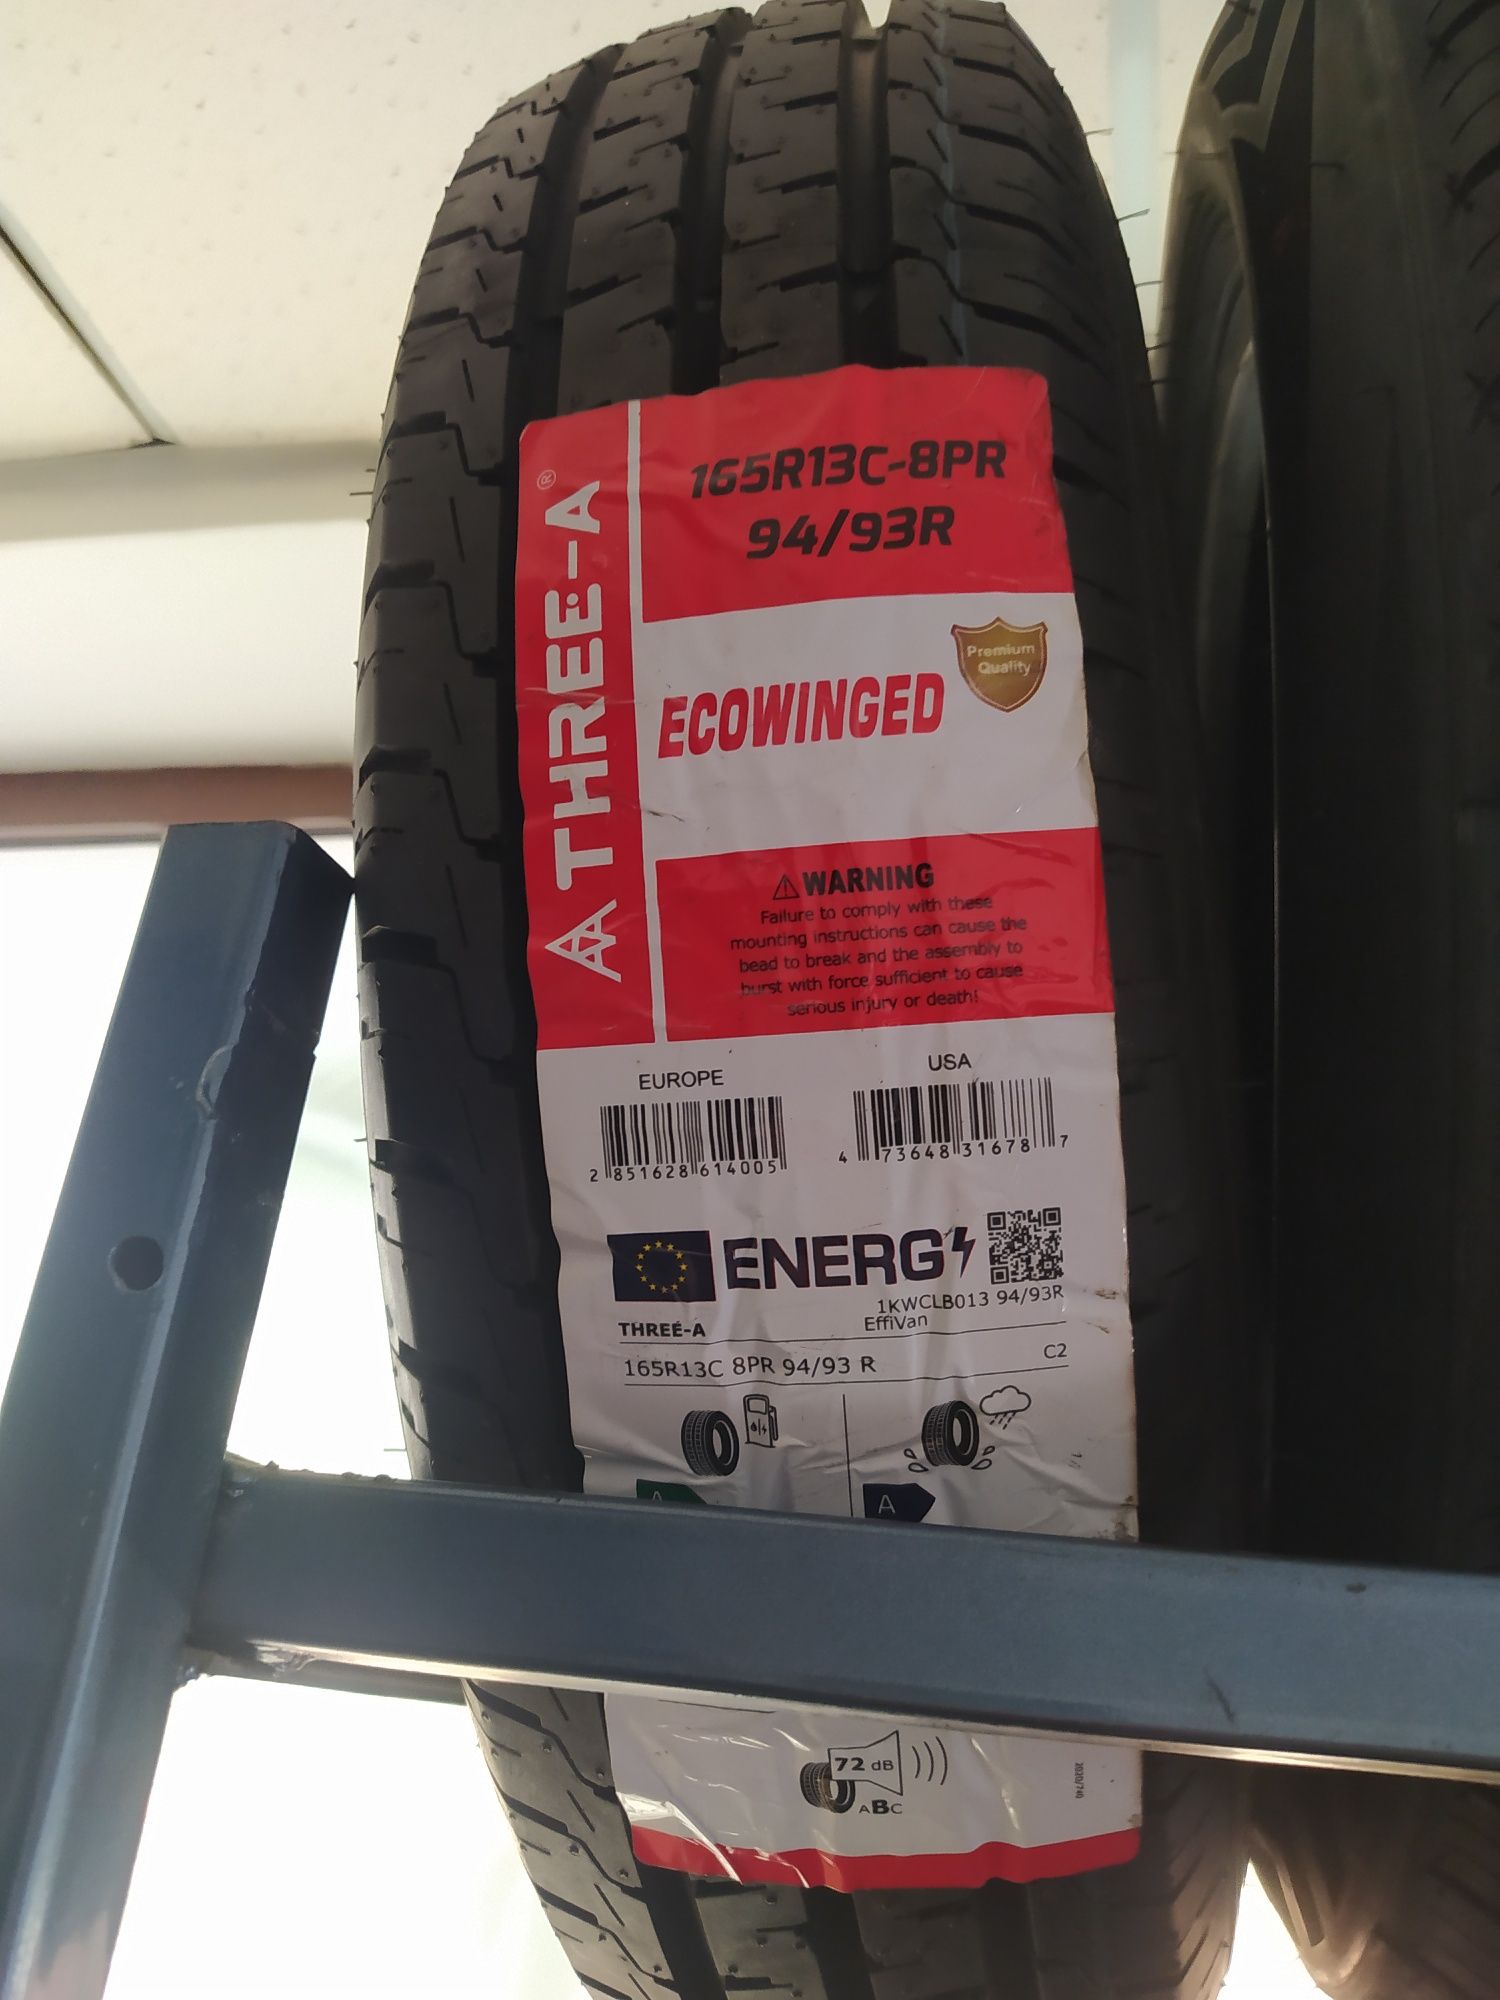 165R13C-8PR
94/93R
THREE-A®
ECOWINGED
Premium
Quality
WARNING
Failure to comply with these
mounting instructions can cause the
bead to break and the assembly to
burst with force sufficient to cause
serious injury or death!
EUROPE
2 851628 614005
USA
4 73648 31678 7
ENERG
1KWCLB013 94/93R
THREE-A
EffiVan
165R13C 8PR 94/93 R
C2
A
A
72 dB
ABC
2020/740